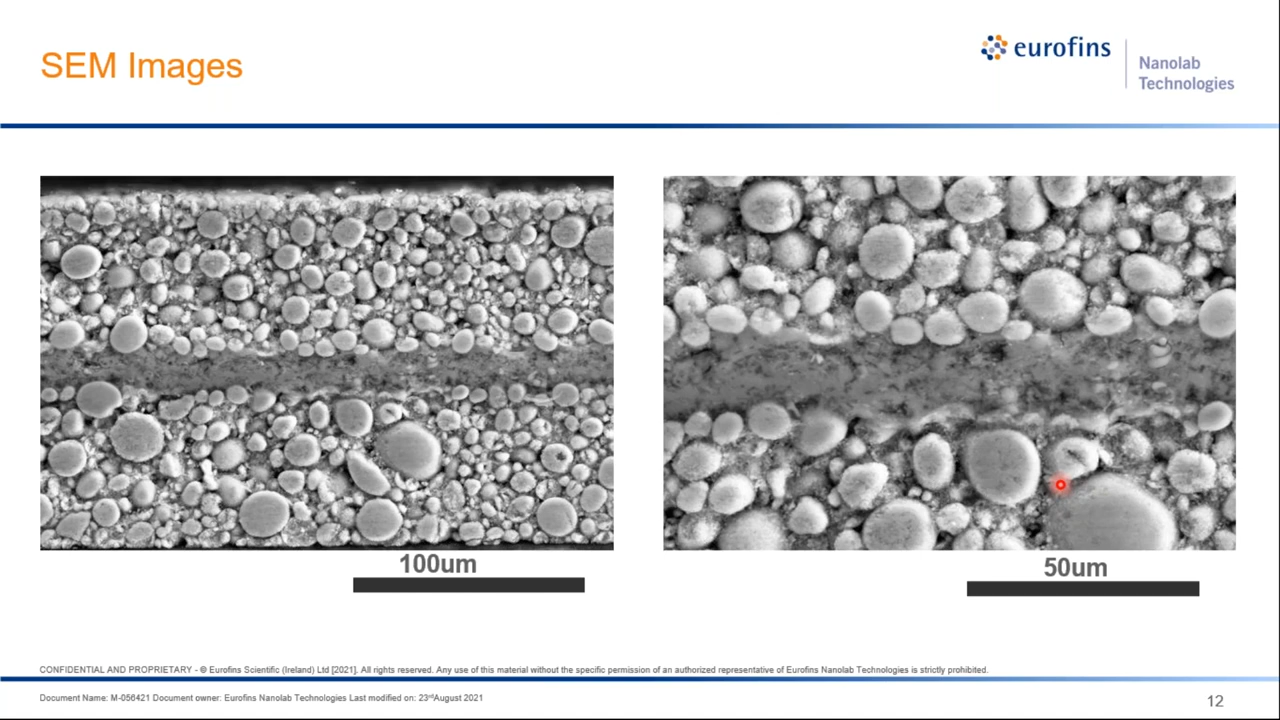 SEM Images
eurofins
Nanolab
Technologies
100um
50um
CONFIDENTIAL AND PROPRIETARY - © Eurofins Scientific (Ireland) Ltd [2021]. All rights reserved. Any use of this material without the specific permission of an authorized representative of Eurofins Nanolab Technologies is strictly prohibited.
Document Name: M-056421 Document owner: Eurofins Nanolab Technologies Last modified on: 23rdAugust 2021
12